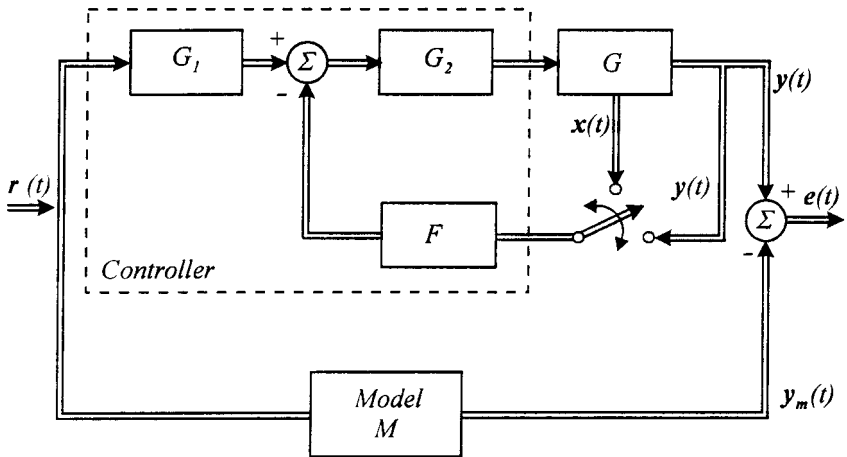 G₁
+
Σ
-
G₂
G
y(t)
x(t)
r (t)
y(t)
+
e(t)
Σ
-
F
Controller
Model
M
yₘ(t)